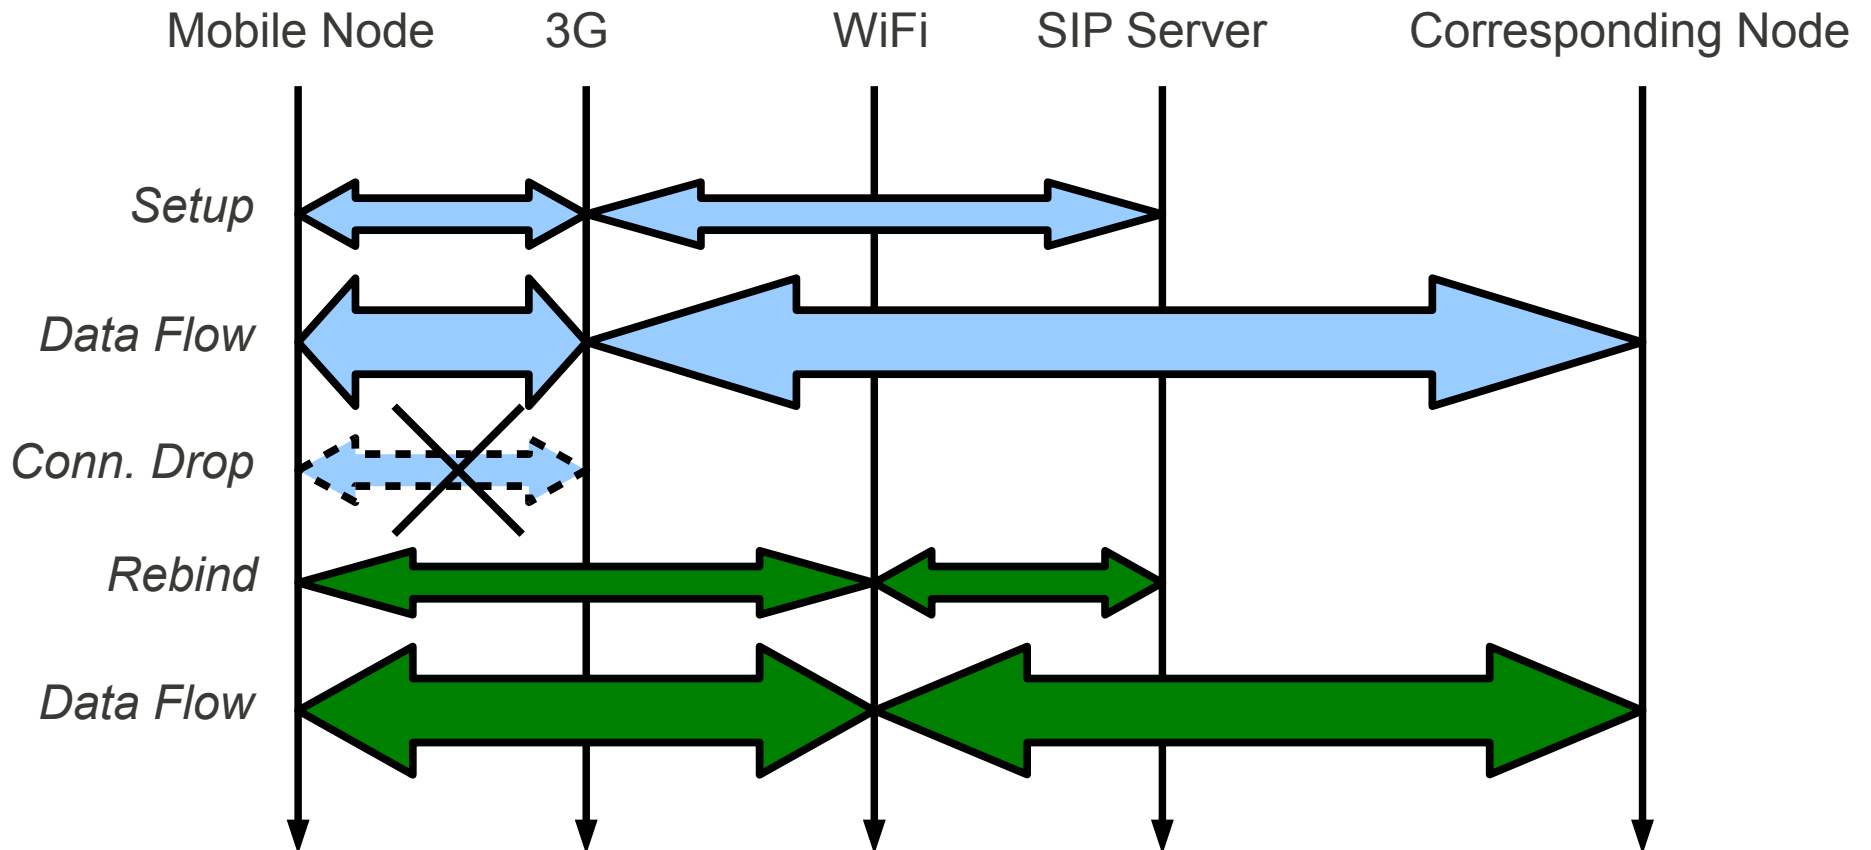 Mobile Node 3G WiFi SIP Server Corresponding Node
Setup
Data Flow
Conn. Drop
Rebind
Data Flow